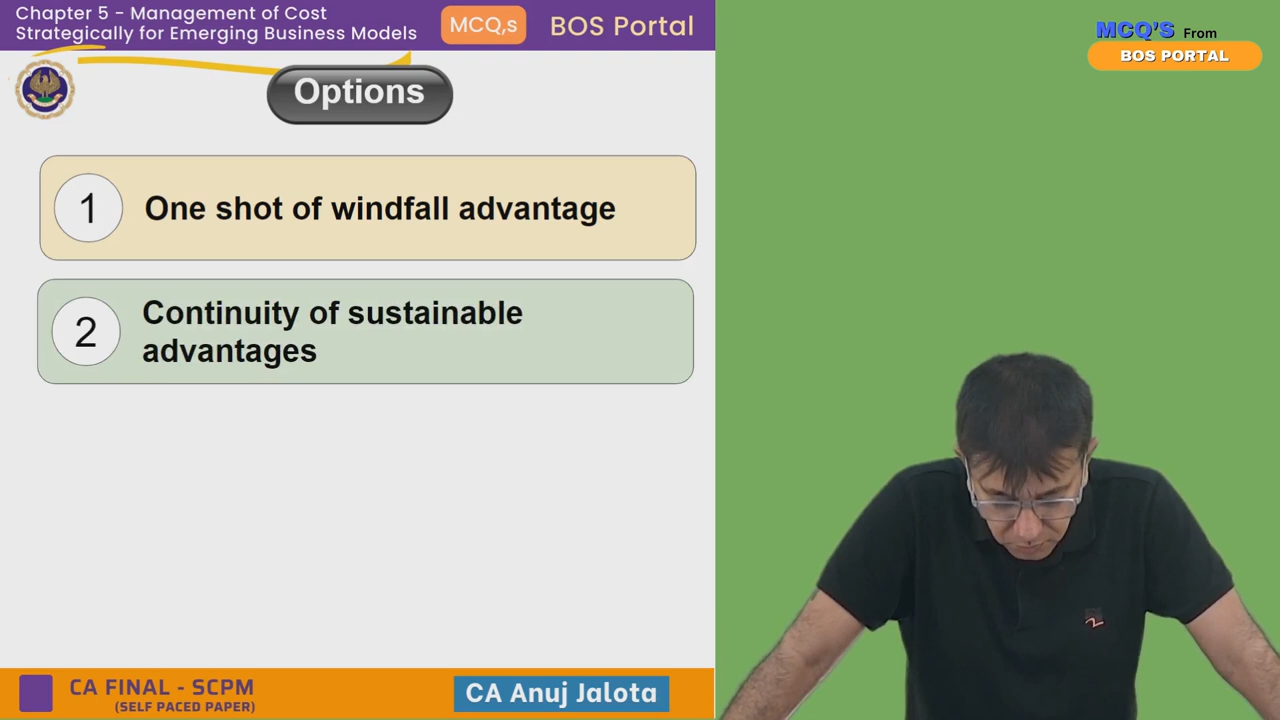 Chapter 5 - Management of Cost
Strategically for Emerging Business Models
MCQ,s
BOS Portal
MCQ'S From
BOS PORTAL
Options
1
One shot of windfall advantage
2
Continuity of sustainable
advantages
CA FINAL - SCPM
(SELF PACED PAPER)
CA Anuj Jalota